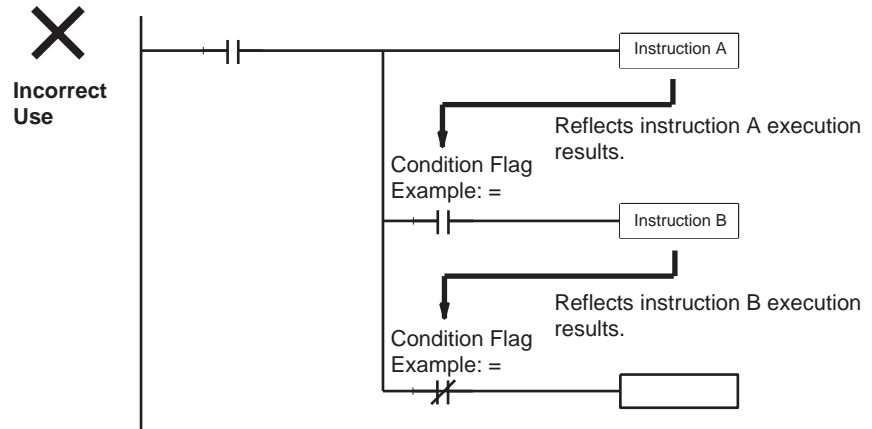 Incorrect
Use
Instruction A
Reflects instruction A execution
results.
Condition Flag
Example: =
Instruction B
Reflects instruction B execution
results.
Condition Flag
Example: =